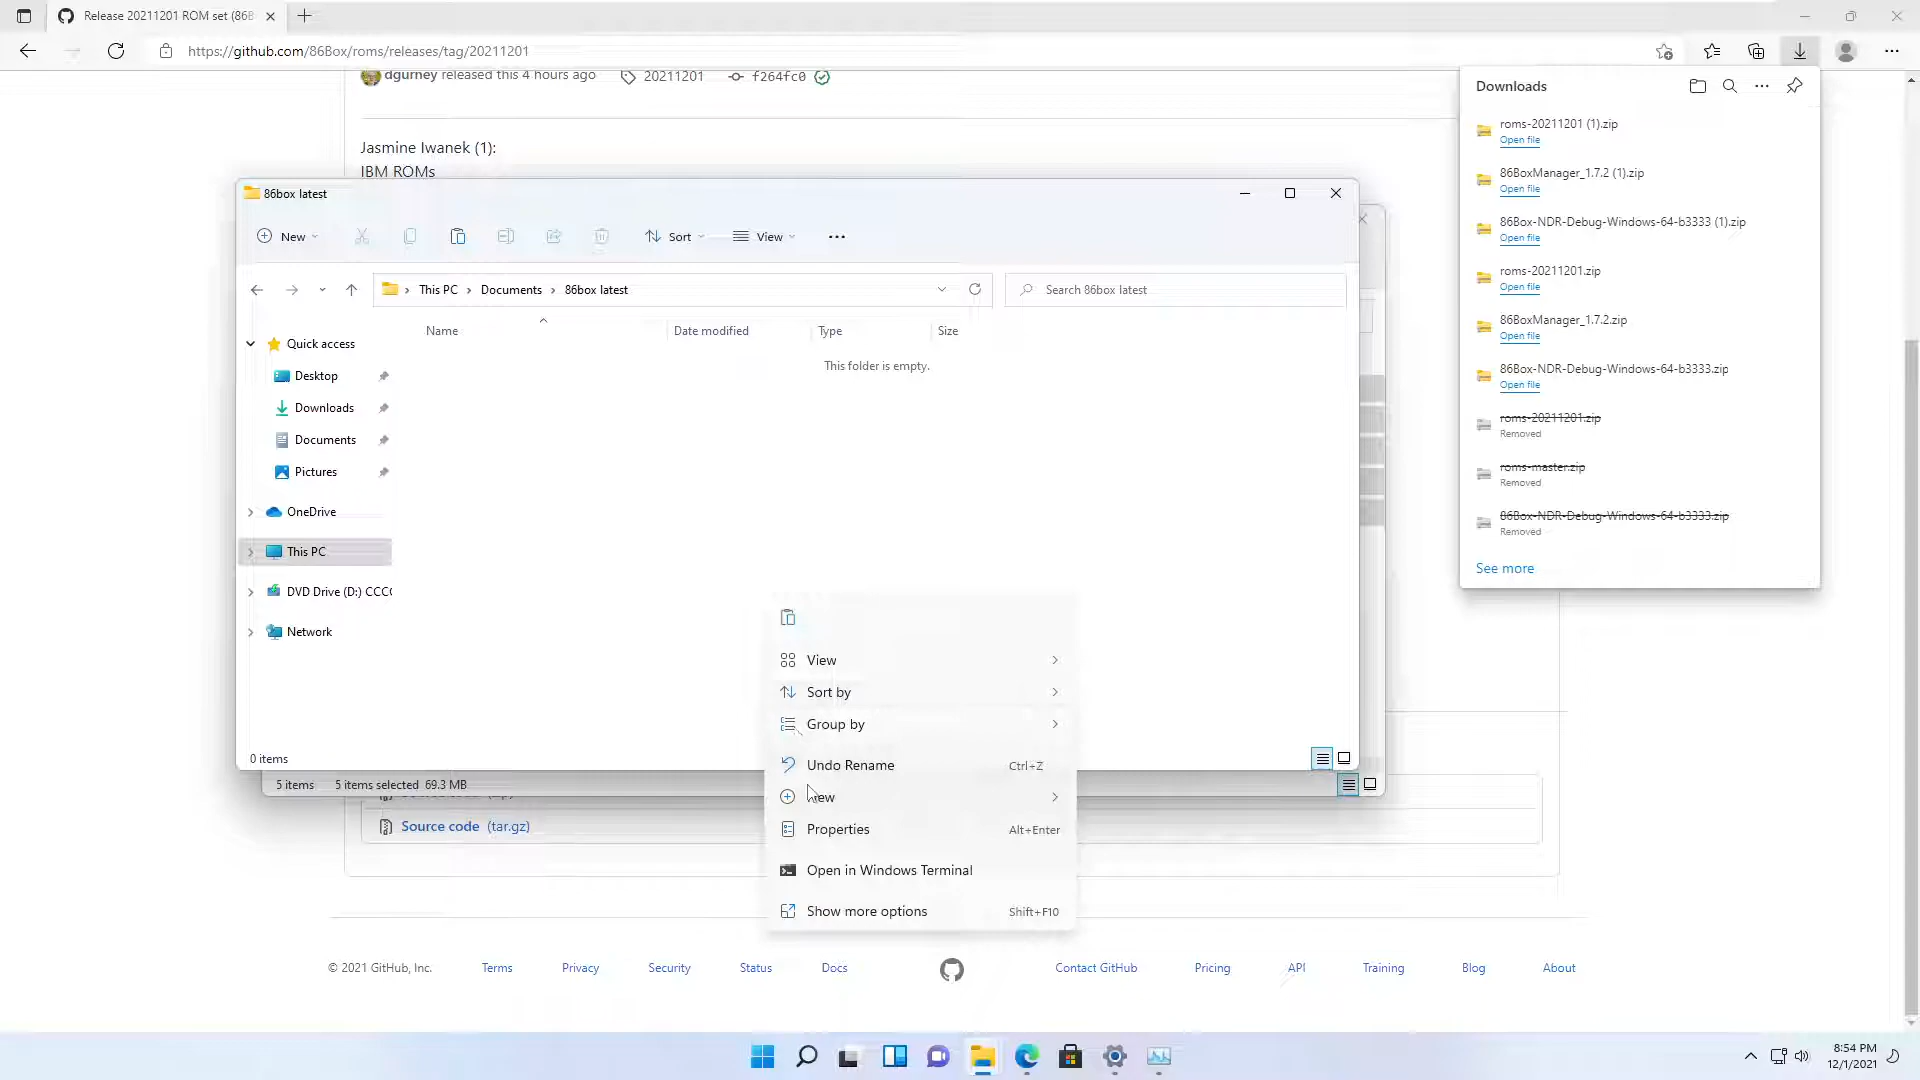 Release 20211201 ROM set (86B
https://github.com/86Box/roms/releases/tag/20211201
dgurney released this 4 hours ago
20211201
f264fc0
Jasmine Iwanek (1):
IBM ROMs
86box latest
New
Sort
View
This PC
Documents
86box latest
Search 86box latest
Name
Date modified
Type
Size
This folder is empty.
Quick access
Desktop
Downloads
Documents
Pictures
OneDrive
This PC
DVD Drive (D:) CCC
Network
0 items
5 items
5 items selected 69.3 MB
View
Sort by
Group by
Undo Rename Ctrl+Z
New
Properties Alt+Enter
Open in Windows Terminal
Show more options Shift+F10
Downloads
roms-20211201 (1).zip
Open file
86BoxManager_1.7.2 (1).zip
Open file
86Box-NDR-Debug-Windows-64-b3333 (1).zip
Open file
roms-20211201.zip
Open file
86BoxManager_1.7.2.zip
Open file
86Box-NDR-Debug-Windows-64-b3333.zip
Open file
roms-20211201.zip
Removed
roms-master.zip
Removed
86Box-NDR-Debug-Windows-64-b3333.zip
Removed
See more
Source code (tar.gz)
© 2021 GitHub, Inc.
Terms
Privacy
Security
Status
Docs
Contact GitHub
Pricing
API
Training
Blog
About
8:54 PM
12/1/2021